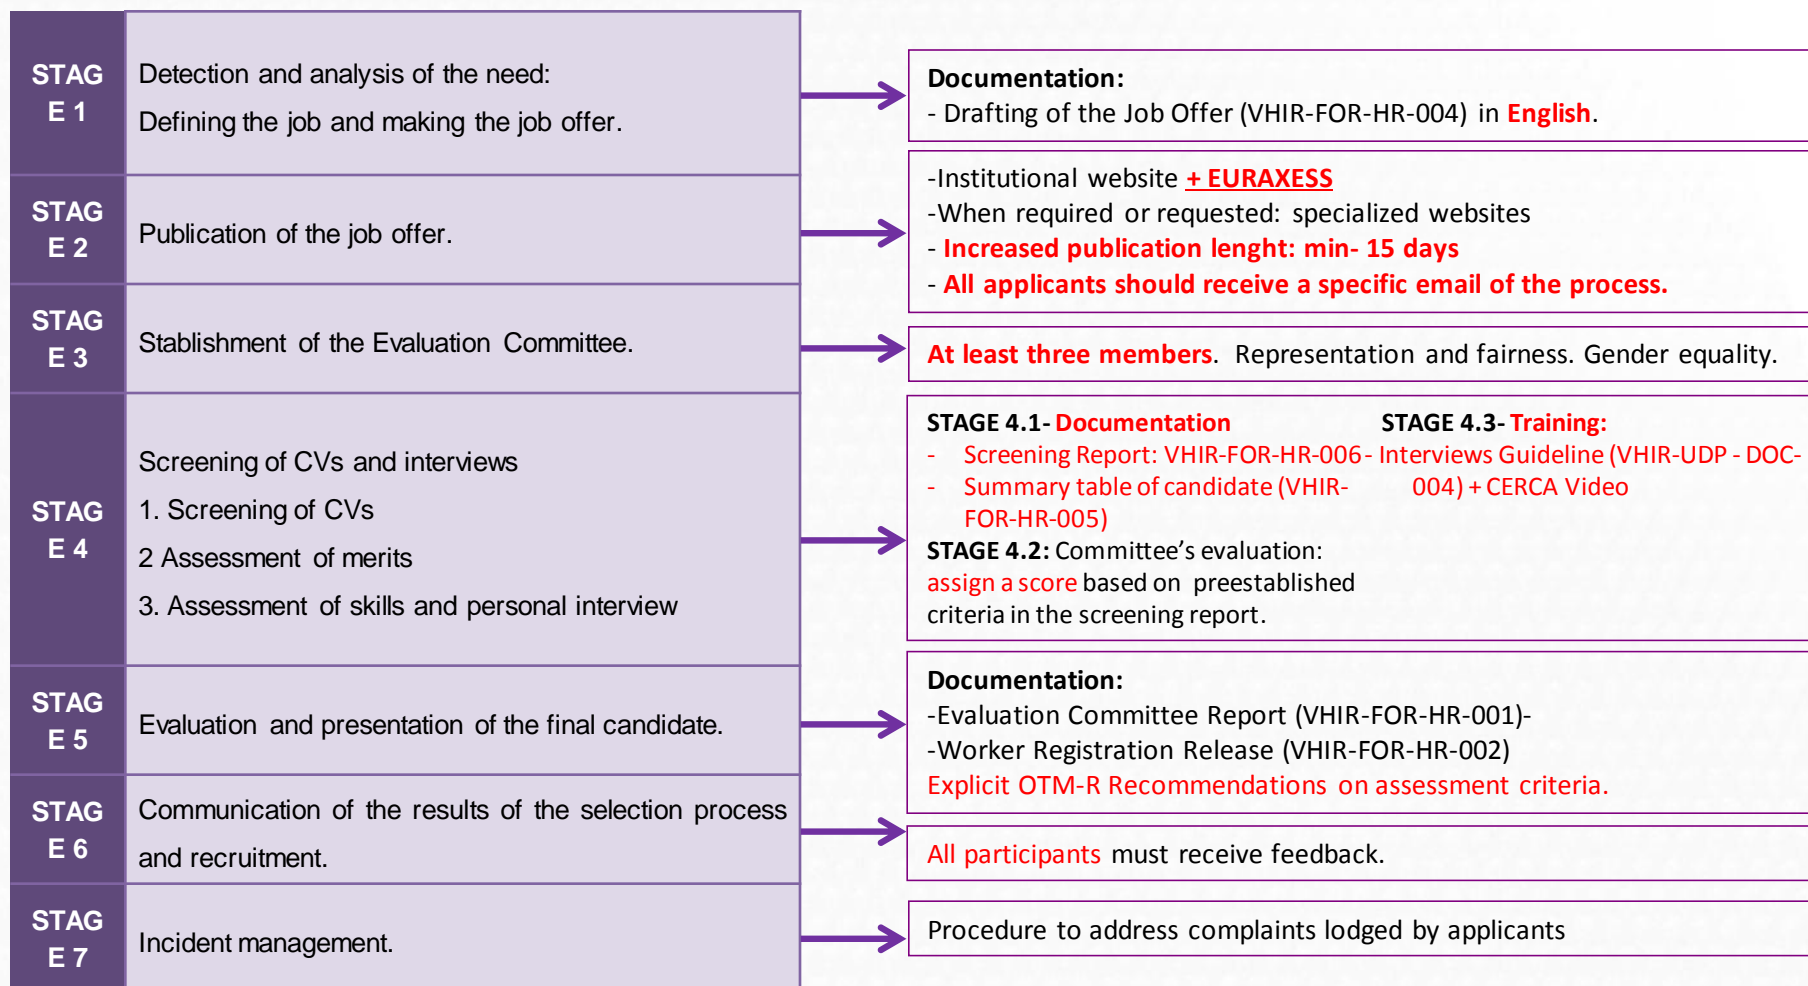 STAG
E 1
Detection and analysis of the need:
Defining the job and making the job offer.
Documentation:
- Drafting of the Job Offer (VHIR-FOR-HR-004) in English.
STAG
E 2
Publication of the job offer.
-Institutional website + EURAXESS
-When required or requested: specialized websites
- Increased publication lenght: min- 15 days
- All applicants should receive a specific email of the process.
STAG
E 3
Stablishment of the Evaluation Committee.
At least three members. Representation and fairness. Gender equality.
STAG
E 4
Screening of CVs and interviews
1. Screening of CVs
2 Assessment of merits
3. Assessment of skills and personal interview
STAGE 4.1- Documentation
- Screening Report: VHIR-FOR-HR-006
- Summary table of candidate (VHIR-
FOR-HR-005)
STAGE 4.2: Committee’s evaluation:
assign a score based on preestablished
criteria in the screening report.
STAGE 4.3- Training:
- Interviews Guideline (VHIR-UDP - DOC-
004) + CERCA Video
STAG
E 5
Evaluation and presentation of the final candidate.
Documentation:
-Evaluation Committee Report (VHIR-FOR-HR-001)-
-Worker Registration Release (VHIR-FOR-HR-002)
Explicit OTM-R Recommendations on assessment criteria.
STAG
E 6
Communication of the results of the selection process
and recruitment.
All participants must receive feedback.
STAG
E 7
Incident management.
Procedure to address complaints lodged by applicants